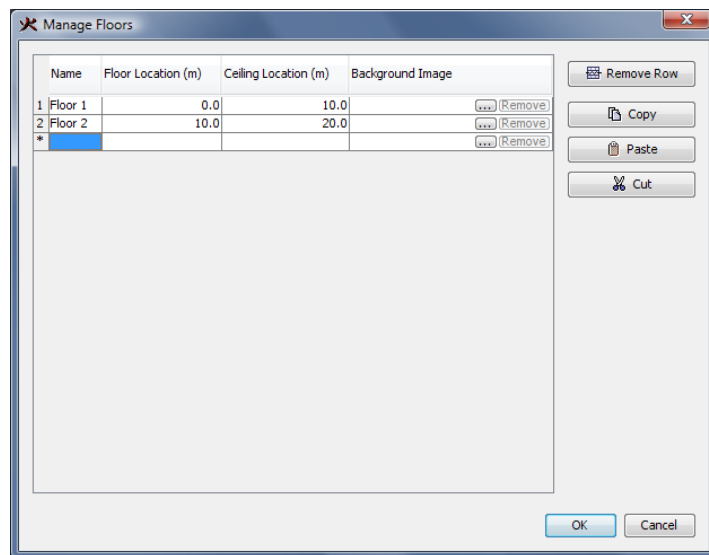 Manage Floors
Name Floor Location (m) Ceiling Location (m) Background Image
1 Floor 1 0.0 10.0 ... Remove
2 Floor 2 10.0 20.0 ... Remove
* ... Remove
Remove Row
Copy
Paste
Cut
OK Cancel